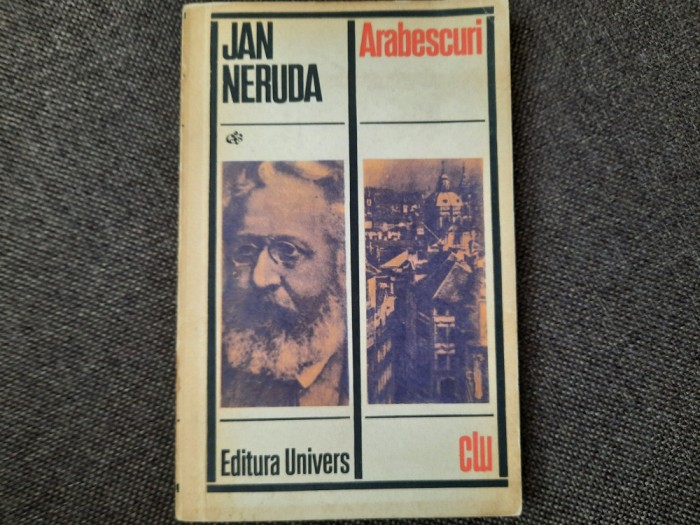 JAN
NERUDA
Arabescuri
Editura Univers
clu